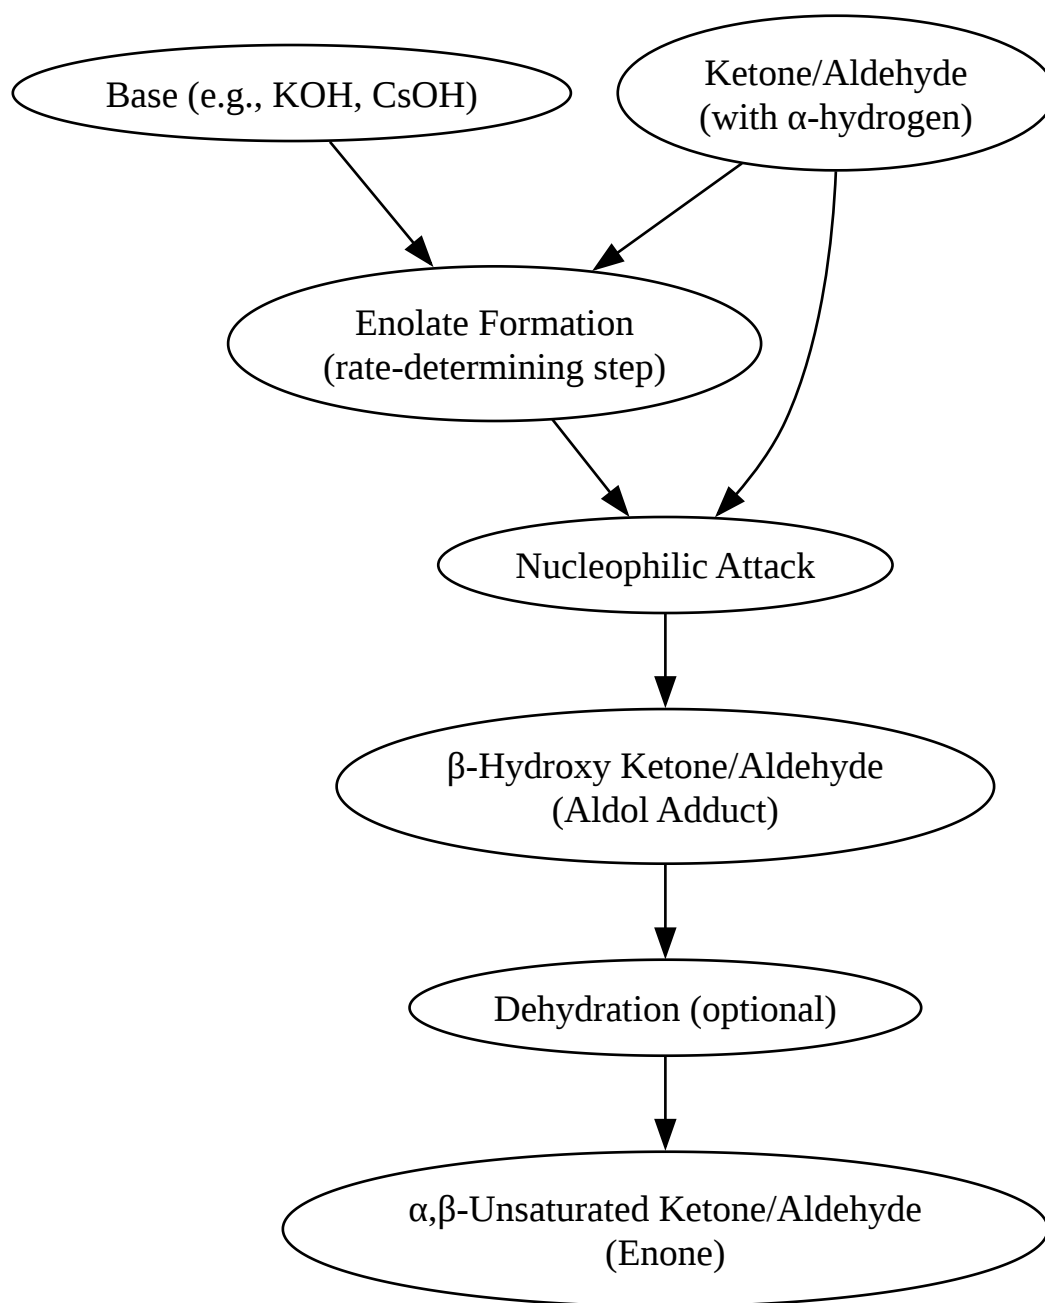 Base (e.g., KOH, CsOH)
Ketone/Aldehyde
(with α-hydrogen)
Enolate Formation
(rate-determining step)
Nucleophilic Attack
β-Hydroxy Ketone/Aldehyde
(Aldol Adduct)
Dehydration (optional)
α,β-Unsaturated Ketone/Aldehyde
(Enone)